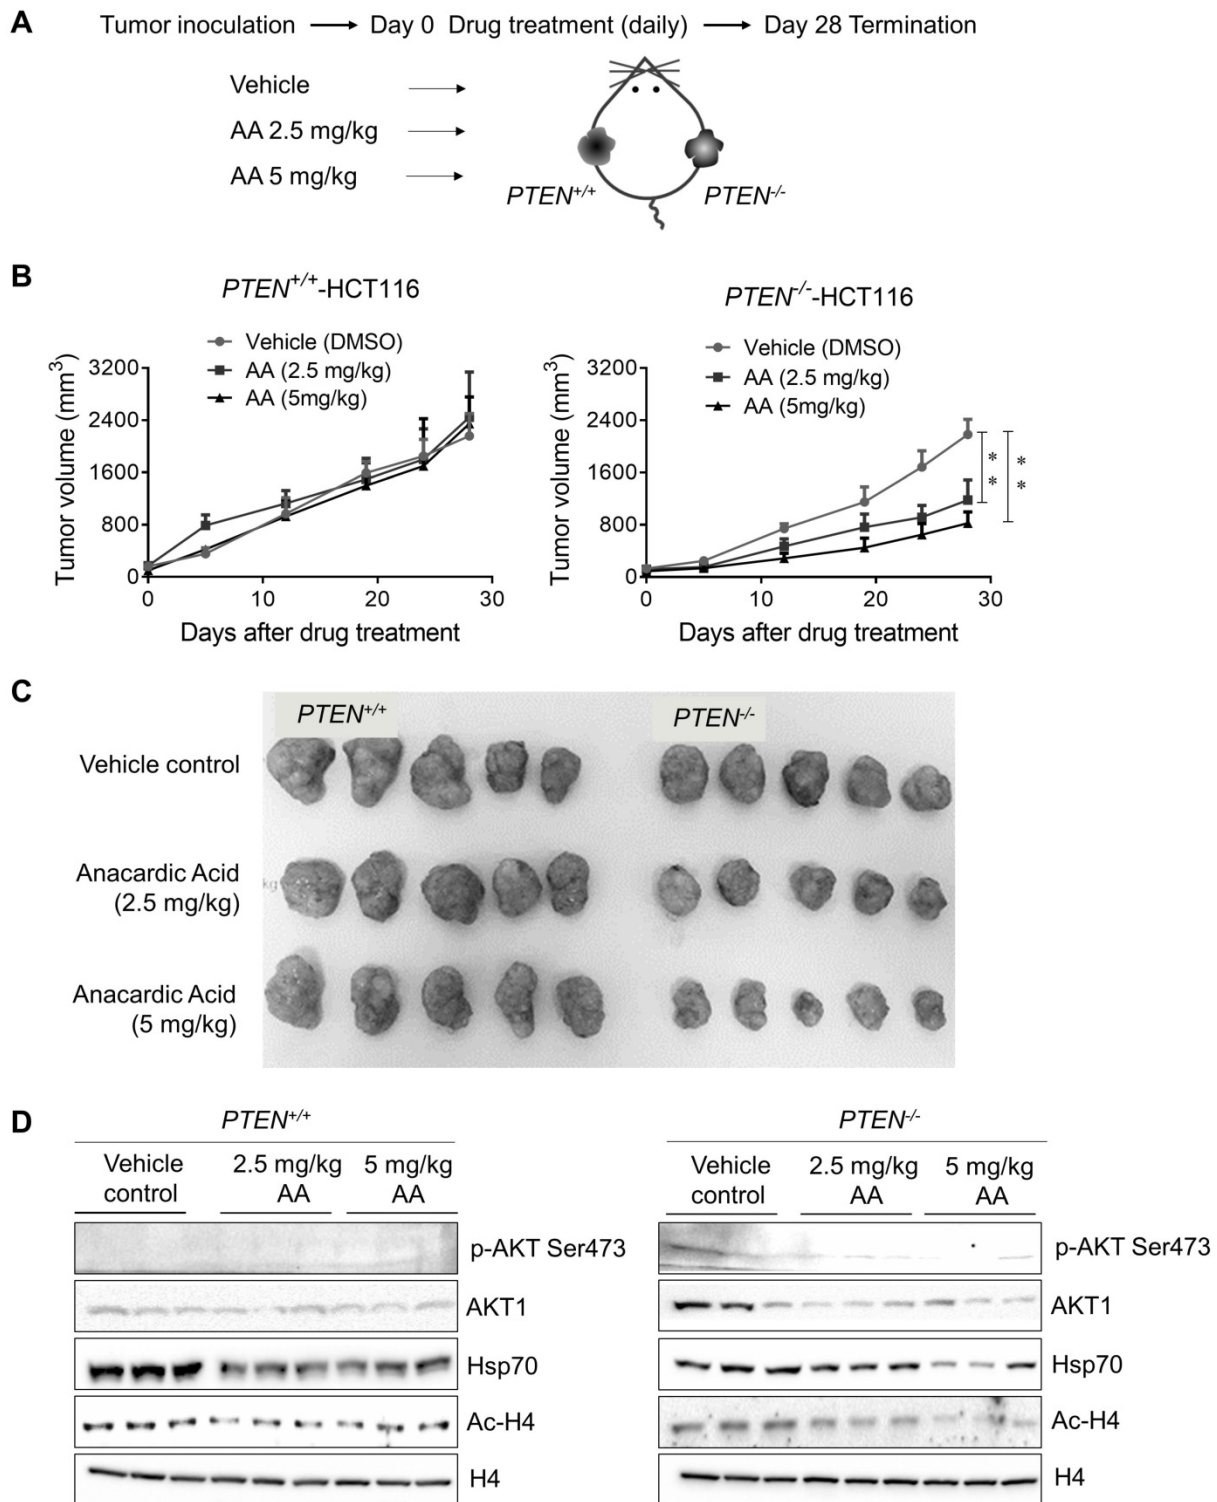 A
Tumor inoculation → Day 0 Drug treatment (daily) → Day 28 Termination
Vehicle
AA 2.5 mg/kg
AA 5 mg/kg
PTEN+/+ PTEN-/-
B
PTEN+/+-HCT116
Vehicle (DMSO)
AA (2.5 mg/kg)
AA (5mg/kg)
Tumor volume (mm3)
3200
2400
1600
800
0
0 10 20 30
Days after drug treatment
PTEN-/--HCT116
Vehicle (DMSO)
AA (2.5 mg/kg)
AA (5mg/kg)
Tumor volume (mm3)
3200
2400
1600
800
0
0 10 20 30
Days after drug treatment
**
**
C
PTEN+/+ PTEN-/-
Vehicle control
Anacardic Acid
(2.5 mg/kg)
kg
Anacardic Acid
(5 mg/kg)
D
PTEN+/+
Vehicle control
2.5 mg/kg AA
5 mg/kg AA
p-AKT Ser473
AKT1
Hsp70
Ac-H4
H4
PTEN-/-
Vehicle control
2.5 mg/kg AA
5 mg/kg AA
p-AKT Ser473
AKT1
Hsp70
Ac-H4
H4